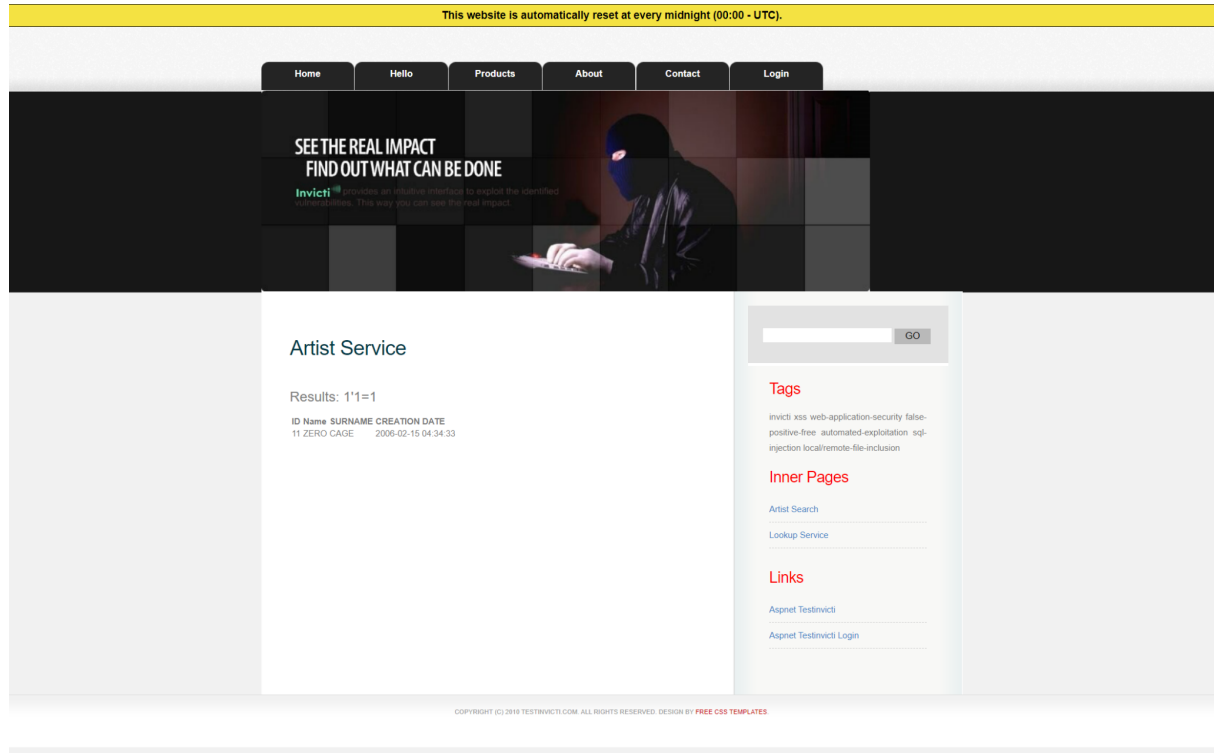 This website is automatically reset at every midnight (00:00 - UTC).
Home Hello Products About Contact Login
SEE THE REAL IMPACT
FIND OUT WHAT CAN BE DONE
Invicti provides an intuitive interface to exploit the identified
vulnerabilities. This way you can see the real impact
GO
Artist Service
Results: 1'1=1
ID Name SURNAME CREATION DATE
11 ZERO CAGE 2006-02-15 04:34:33
Tags
invicti xss web-application-security false-
positive-free automated-exploitation sql-
injection local/remote-file-inclusion
Inner Pages
Artist Search
Lookup Service
Links
Aspnet Testinvicti
Aspnet Testinvicti Login
COPYRIGHT (C) 2010 TESTINVICTI.COM. ALL RIGHTS RESERVED. DESIGN BY FREE CSS TEMPLATES.